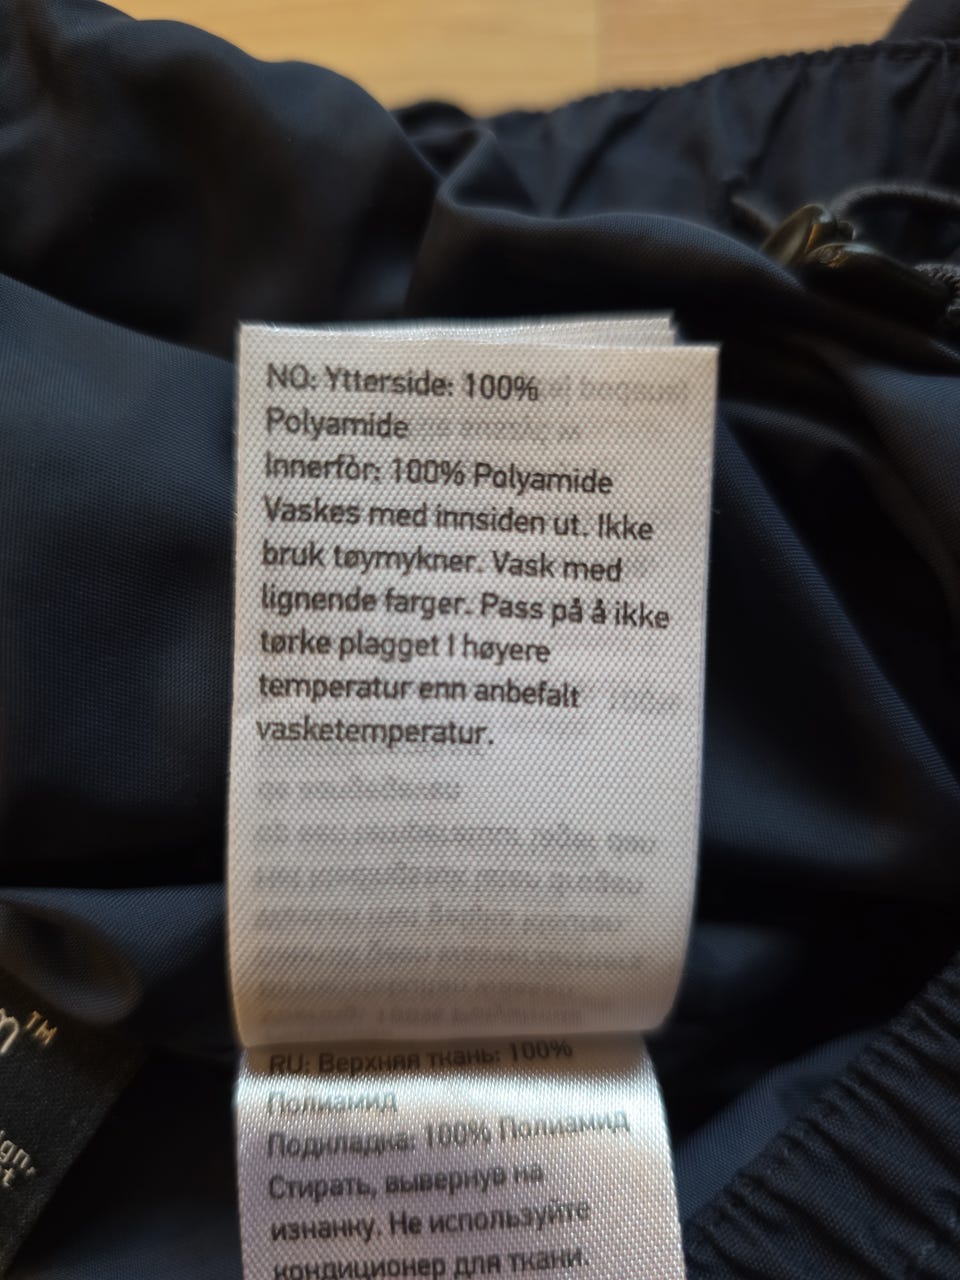 NO: Ytterside: 100%
Polyamide
Innerfòr: 100% Polyamide
Vaskes med innsiden ut. Ikke
bruk tøymykner. Vask med
lignende farger. Pass på å ikke
tørke plagget I høyere
temperatur enn anbefalt
vasketemperatur.
RU: Верхняя ткань: 100%
Полиамид
Подкладка: 100% Полиамид
Стирать, вывернув на
изнанку. Не используйте
кондиционер для ткани.
™